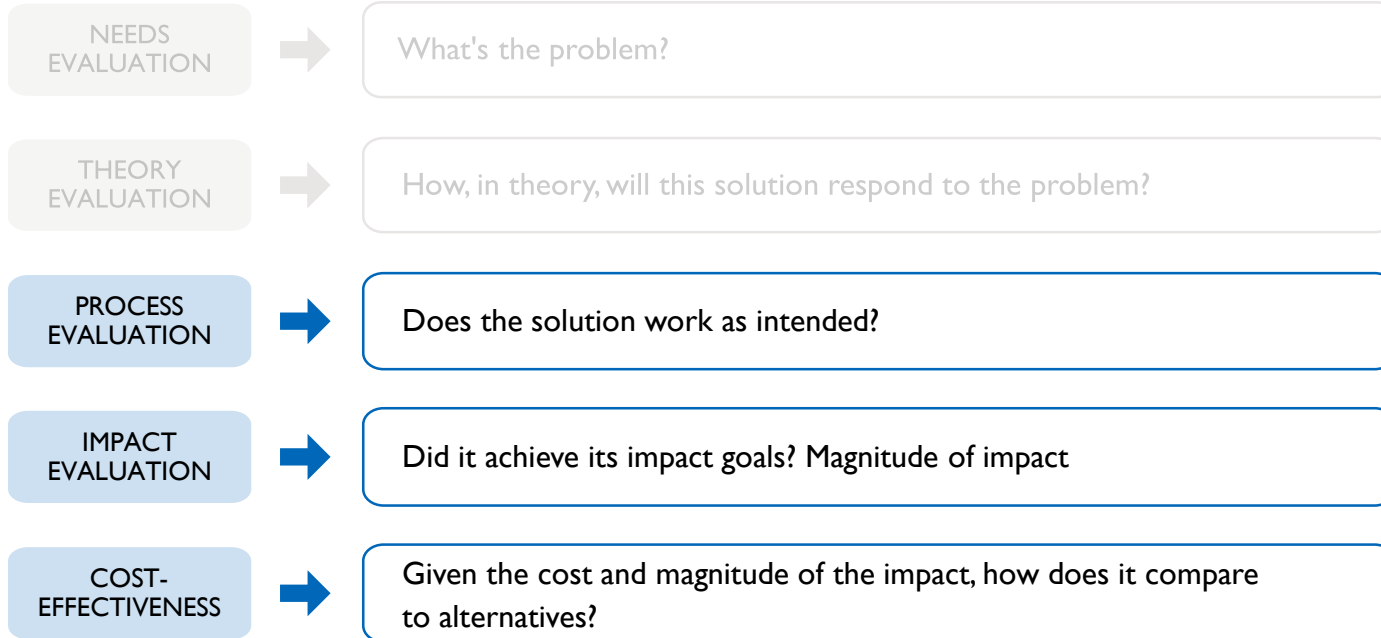 NEEDS
EVALUATION
What's the problem?
THEORY
EVALUATION
How, in theory, will this solution respond to the problem?
PROCESS
EVALUATION
Does the solution work as intended?
IMPACT
EVALUATION
Did it achieve its impact goals? Magnitude of impact
COST-
EFFECTIVENESS
Given the cost and magnitude of the impact, how does it compare
to alternatives?